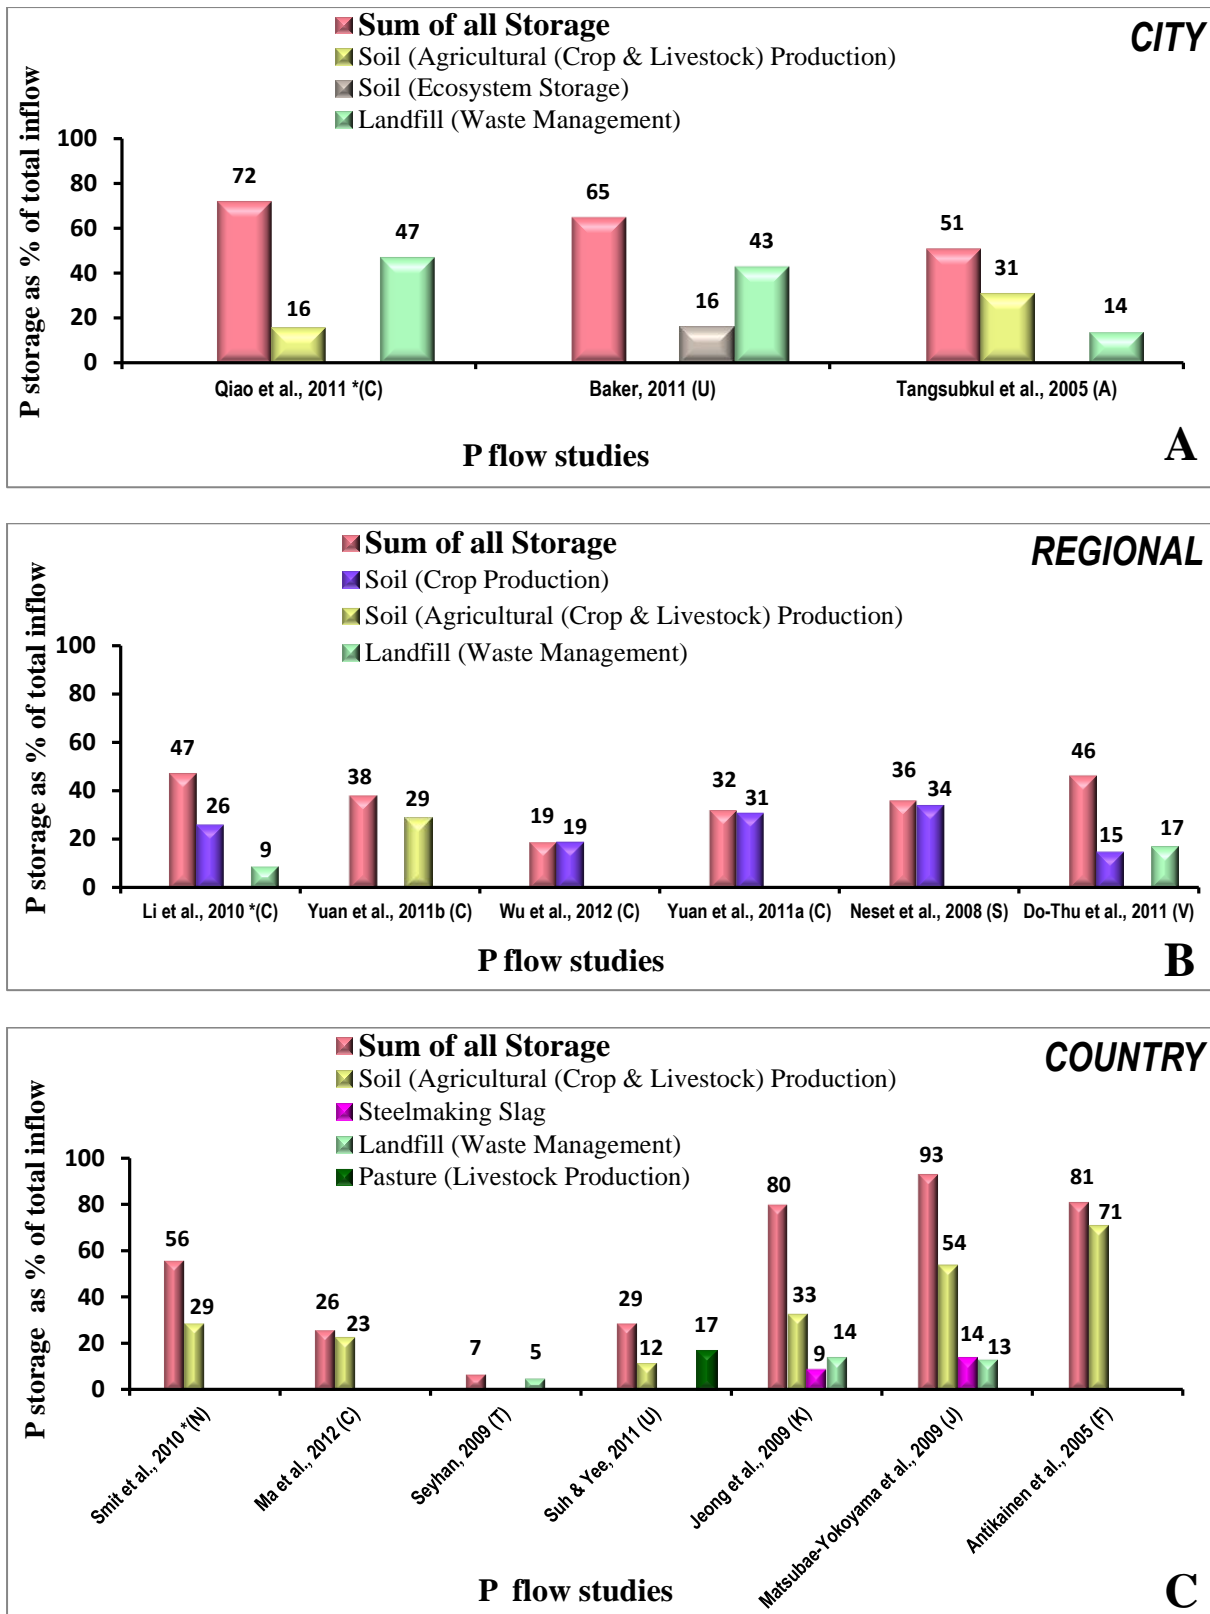 Sum of all Storage
CITY
Soil (Agricultural (Crop & Livestock) Production)
Soil (Ecosystem Storage)
Landfill (Waste Management)
P storage as % of total inflow
100
80
60
40
20
0
72
16
47
65
16
43
51
31
14
Qiao et al., 2011 *(C)
Baker, 2011 (U)
Tangsubkul et al., 2005 (A)
P flow studies
A
Sum of all Storage
REGIONAL
Soil (Crop Production)
Soil (Agricultural (Crop & Livestock) Production)
Landfill (Waste Management)
P storage as % of total inflow
100
80
60
40
20
0
47
26
9
38
29
19
19
32
31
36
34
46
15
17
Li et al., 2010 *(C)
Yuan et al., 2011b (C)
Wu et al., 2012 (C)
Yuan et al., 2011a (C)
Neset et al., 2008 (S)
Do-Thu et al., 2011 (V)
P flow studies
B
Sum of all Storage
COUNTRY
Soil (Agricultural (Crop & Livestock) Production)
Steelmaking Slag
Landfill (Waste Management)
Pasture (Livestock Production)
P storage as % of total inflow
100
80
60
40
20
0
56
29
26
23
7
5
29
12
17
80
33
9
14
93
54
14
13
81
71
Smit et al., 2010 *(N)
Ma et al., 2012 (C)
Seyhan, 2009 (T)
Suh & Yee, 2011 (U)
Jeong et al., 2009 (K)
Matsubae-Yokoyama et al., 2009 (J)
Antikainen et al., 2005 (F)
P flow studies
C